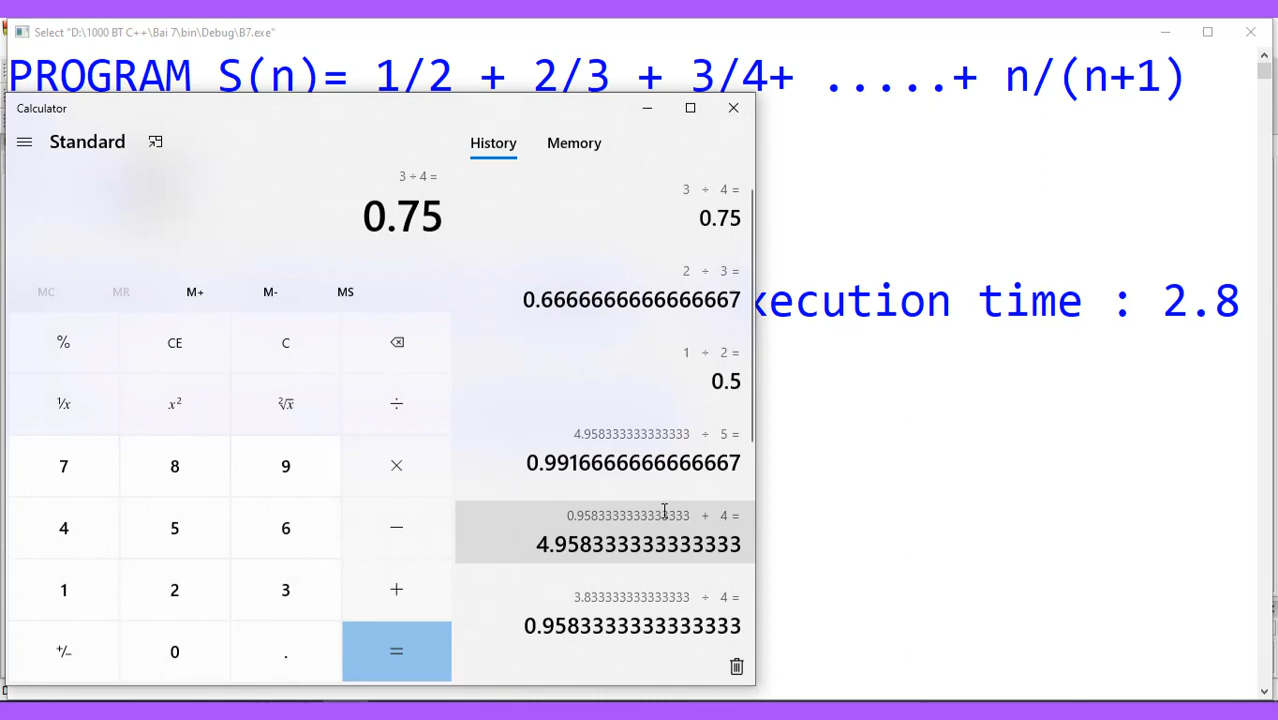 Select "D:\1000 BT C++\Bai 7\bin\Debug\B7.exe"
PROGRAM S(n)= 1/2 + 2/3 + 3/4+ .....+ n/(n+1)
Calculator
Standard
History Memory
3 ÷ 4 =
0.75
MC MR M+ M- MS
% CE C
¹/x x² ²√x ÷
7 8 9 ×
4 5 6 −
1 2 3 +
+/− 0 . =
3 ÷ 4 =
0.75
2 ÷ 3 =
0.6666666666666667
1 ÷ 2 =
0.5
4.958333333333333 ÷ 5 =
0.9916666666666667
0.9583333333333333 + 4 =
4.958333333333333
3.833333333333333 ÷ 4 =
0.9583333333333333
xecution time : 2.8